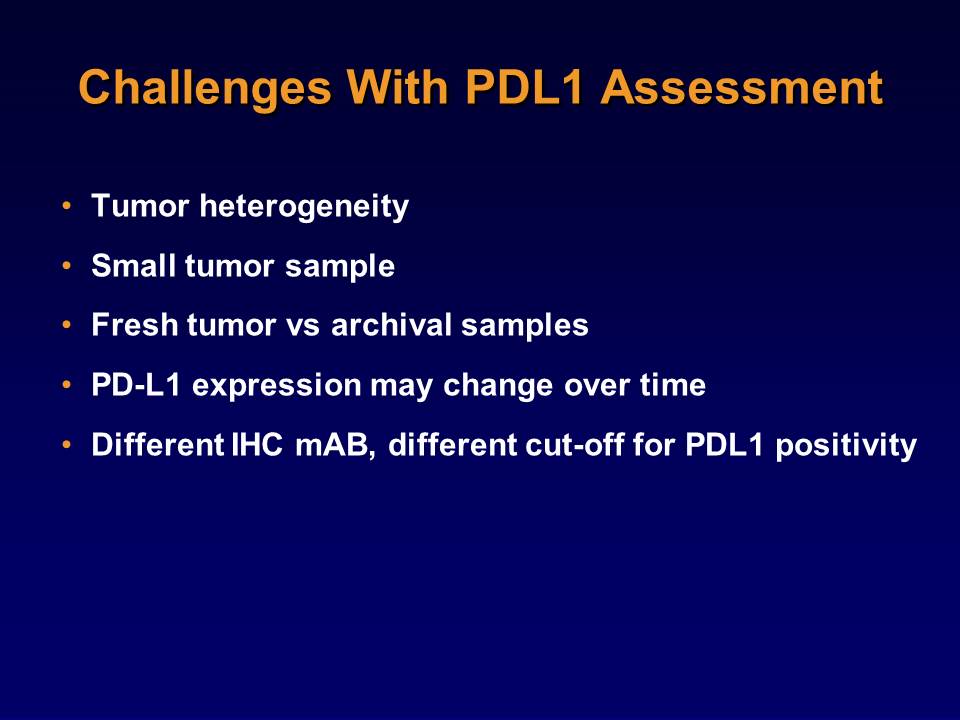 Challenges With PDL1 Assessment
• Tumor heterogeneity
• Small tumor sample
• Fresh tumor vs archival samples
• PD-L1 expression may change over time
• Different IHC mAB, different cut-off for PDL1 positivity